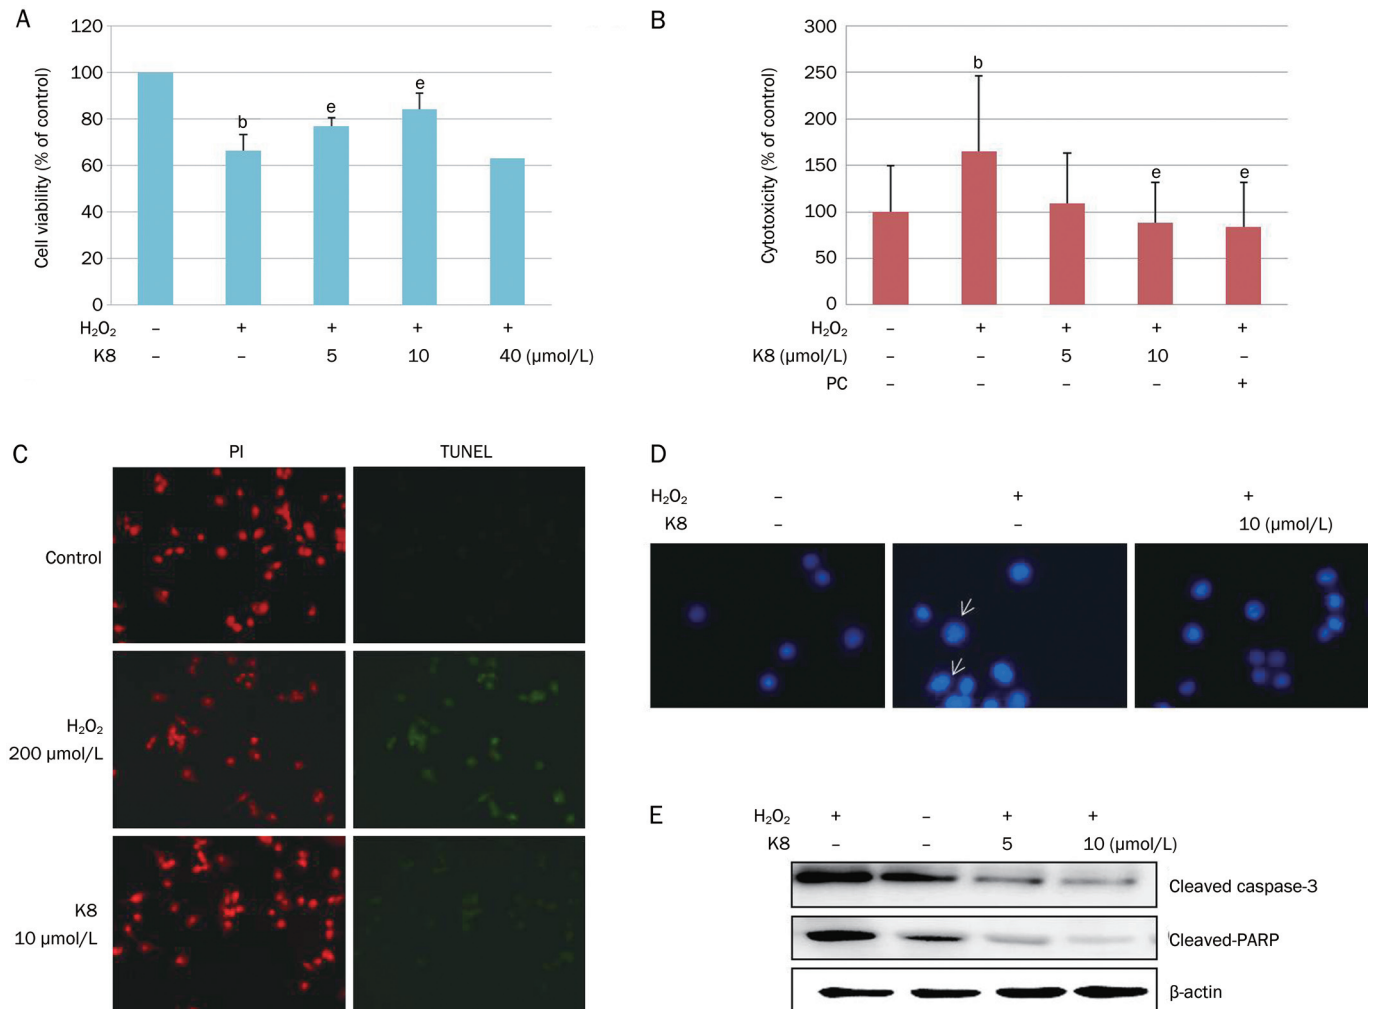 A
120
100
80
60
40
20
0
Cell viability (% of control)
b
e
e
H₂O₂ – + + + +
K8 – – 5 10 40 (μmol/L)
B
300
250
200
150
100
50
0
Cytotoxicity (% of control)
b
e
e
H₂O₂ – + + + +
K8 (μmol/L) – – 5 10 –
PC – – – – +
C
PI TUNEL
Control
H₂O₂
200 μmol/L
K8
10 μmol/L
D
H₂O₂ – + +
K8 – – 10 (μmol/L)
E
H₂O₂ + – + +
K8 – – 5 10 (μmol/L)
Cleaved caspase-3
Cleaved-PARP
β-actin